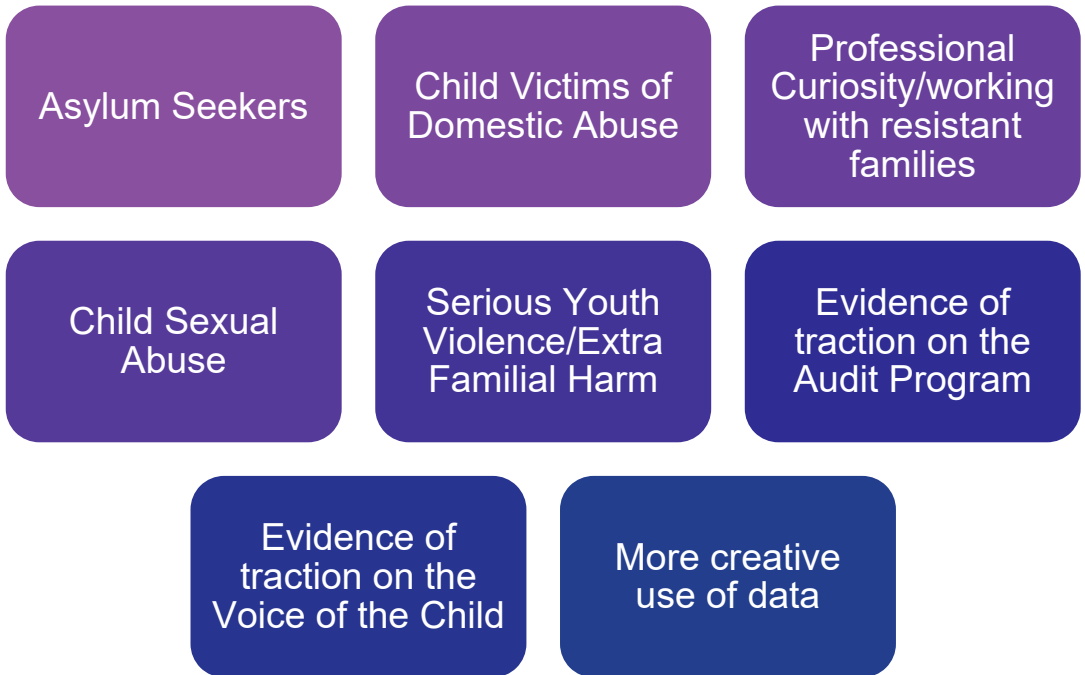 Asylum Seekers
Child Victims of
Domestic Abuse
Professional
Curiosity/working
with resistant
families
Child Sexual
Abuse
Serious Youth
Violence/Extra
Familial Harm
Evidence of
traction on the
Audit Program
Evidence of
traction on the
Voice of the Child
More creative
use of data